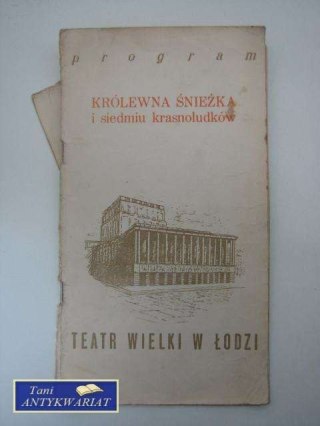 program
KRÓLEWNA ŚNIEŻKA
i siedmiu krasnoludków
TEATR WIELKI W ŁODZI
Tani
ANTYKWARIAT